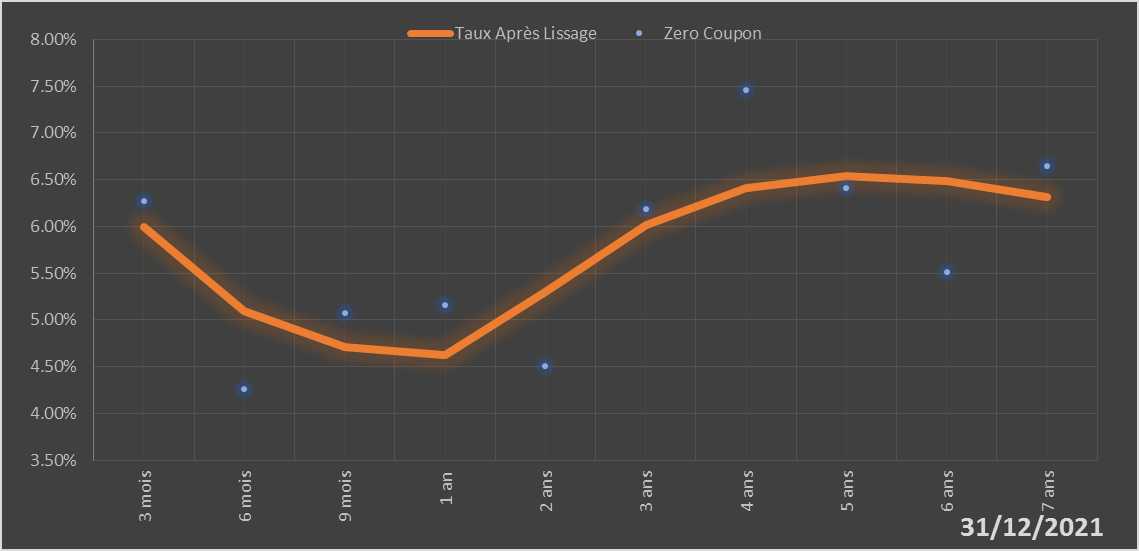 Taux Après Lissage Zero Coupon
8.00%
7.50%
7.00%
6.50%
6.00%
5.50%
5.00%
4.50%
4.00%
3.50%
3 mois
6 mois
9 mois
1 an
2 ans
3 ans
4 ans
5 ans
6 ans
7 ans
31/12/2021